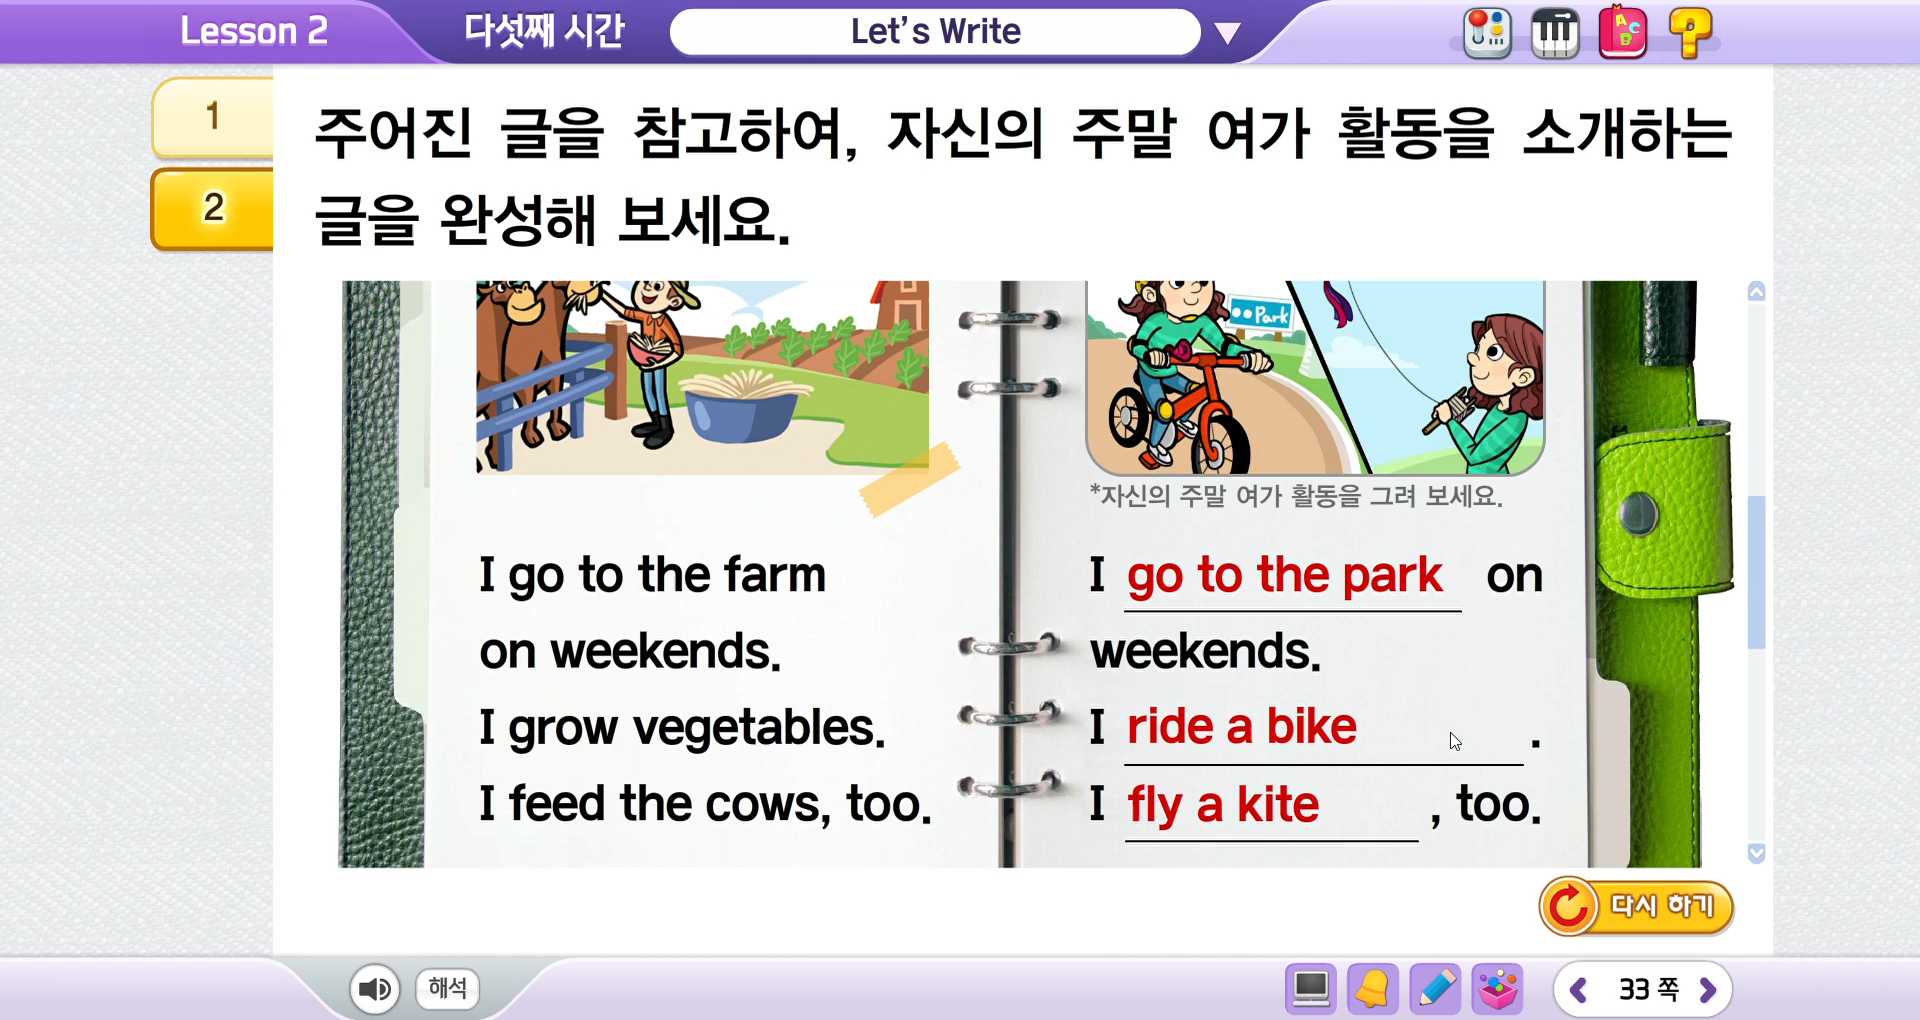 Lesson 2
다섯째 시간
Let's Write
1
2
주어진 글을 참고하여, 자신의 주말 여가 활동을 소개하는
글을 완성해 보세요.
●●Park
*자신의 주말 여가 활동을 그려 보세요.
I go to the farm
on weekends.
I grow vegetables.
I feed the cows, too.
I go to the park on
weekends.
I ride a bike .
I fly a kite , too.
다시 하기
해석
33 쪽